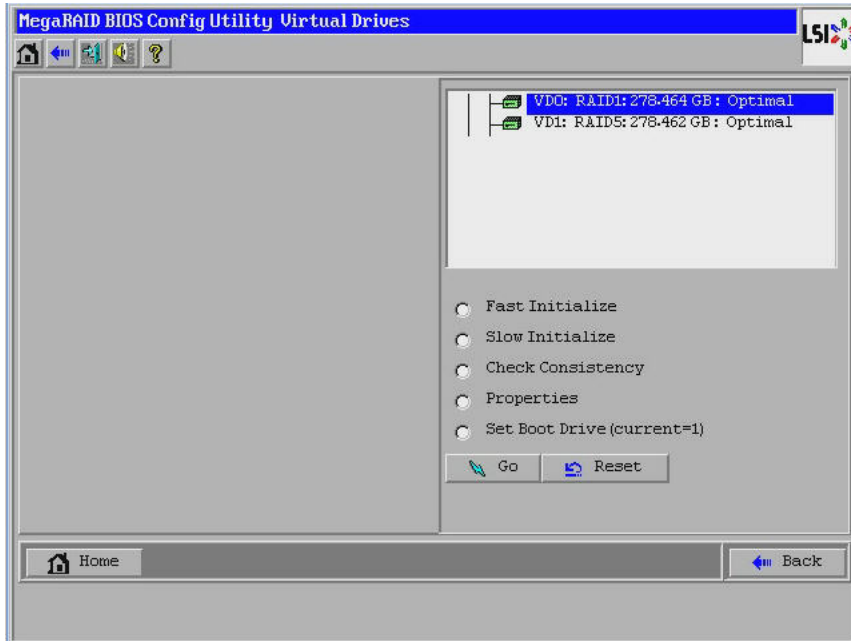 MegaRAID BIOS Config Utility Virtual Drives
LSI
VD0: RAID1: 278.464 GB: Optimal
VD1: RAID5: 278.462 GB: Optimal
Fast Initialize
Slow Initialize
Check Consistency
Properties
Set Boot Drive (current=1)
Go
Reset
Home
Back